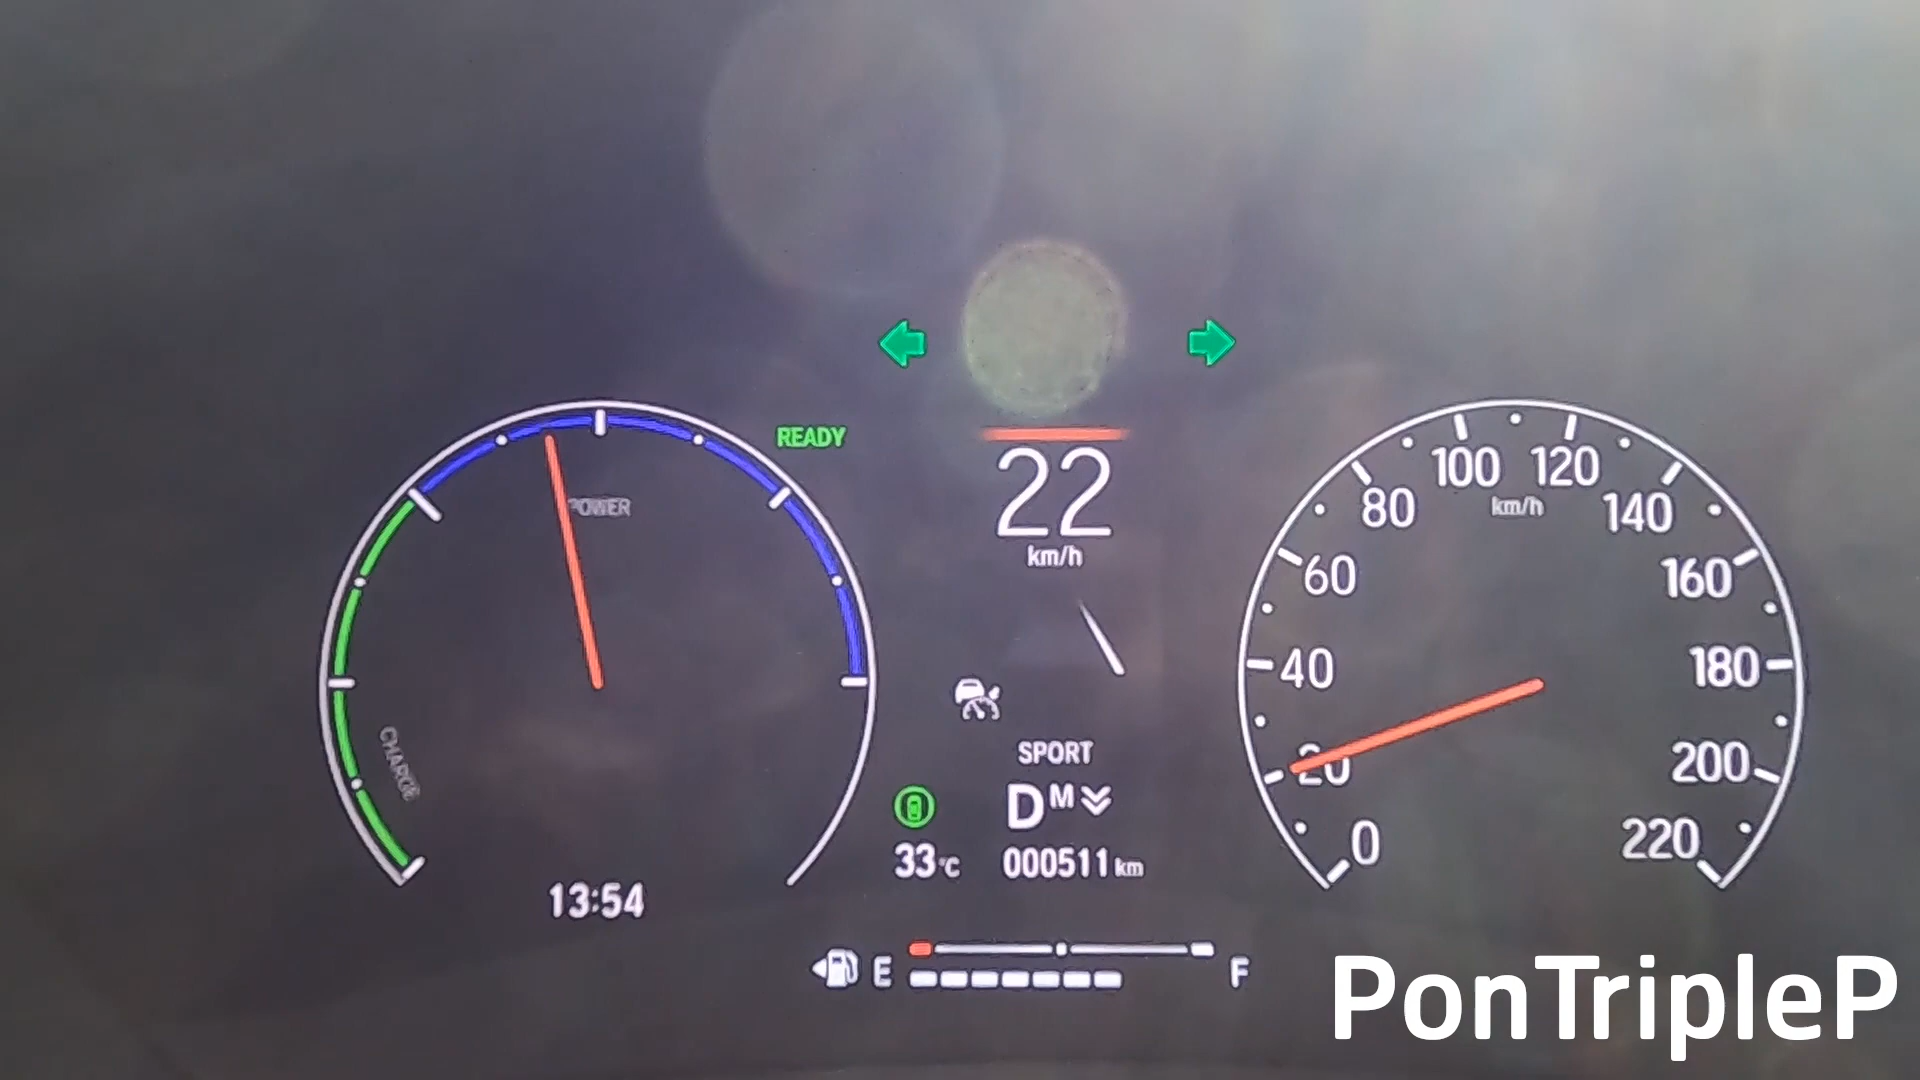 READY
22
km/h
POWER
CHARGE
13:54
SPORT
D M
33 °C
000511 km
E F
100 120
80 km/h 140
60 160
40 180
20 200
0 220
PonTripleP